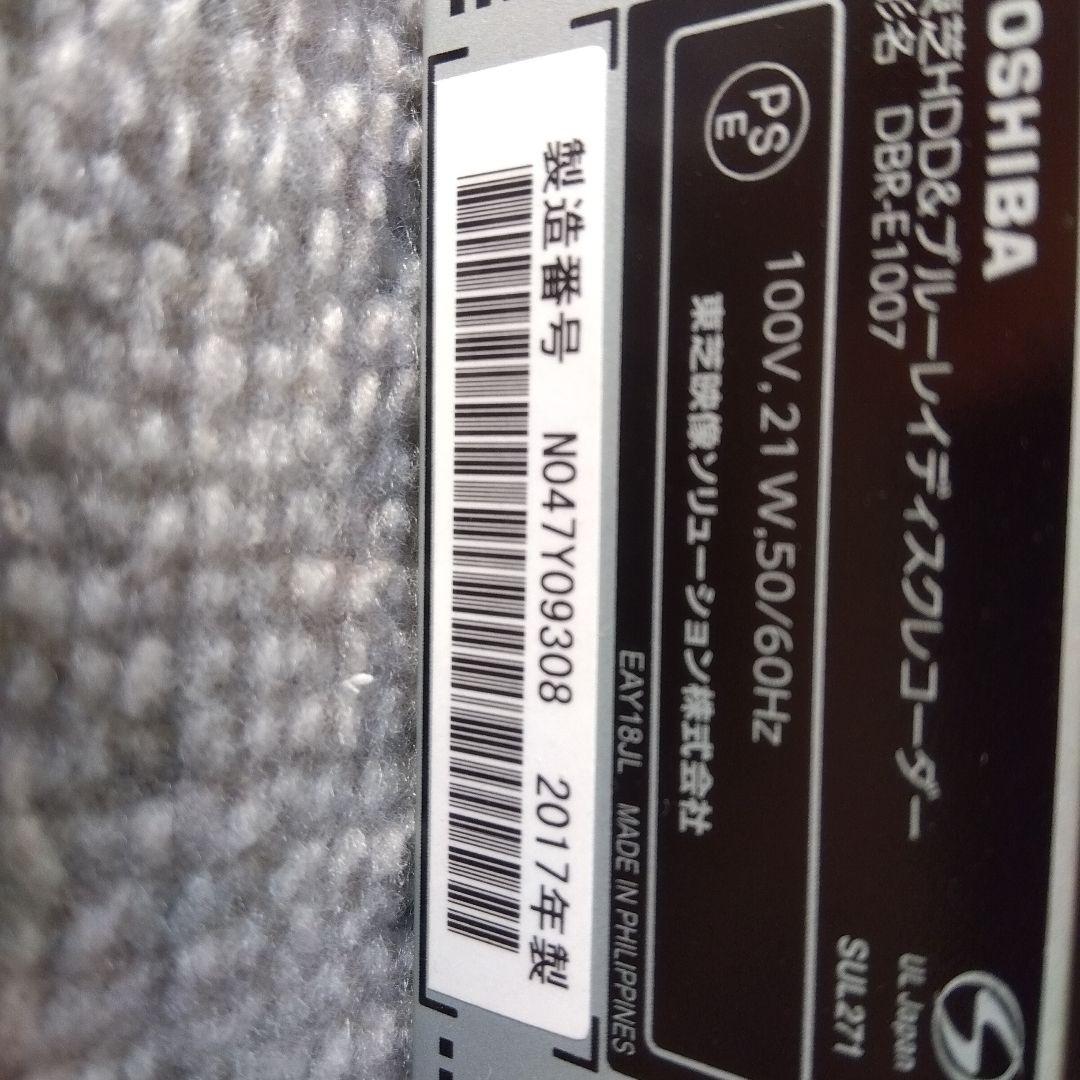 OSHIBA
東芝HDD&ブルーレイディスクレコーダー
形名 DBR-E1007
UL Japan
SUL2771
PS
E
100V, 21W, 50/60Hz
東芝映像ソリューション株式会社
EAY18JL MADE IN PHILIPPINES
製造番号 N047Y09308 2017年製